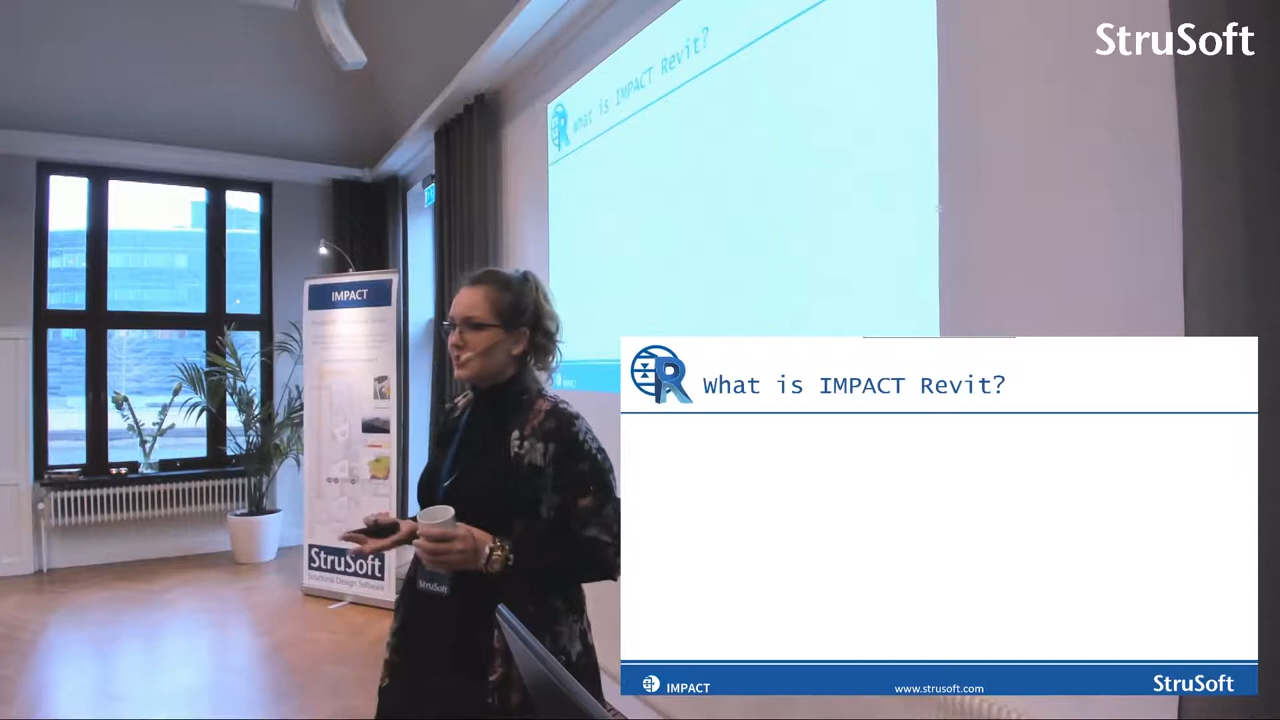 StruSoft
What is IMPACT Revit?
IMPACT
StruSoft
Structural Design Software
StruSoft
R What is IMPACT Revit?
IMPACT
www.strusoft.com
StruSoft